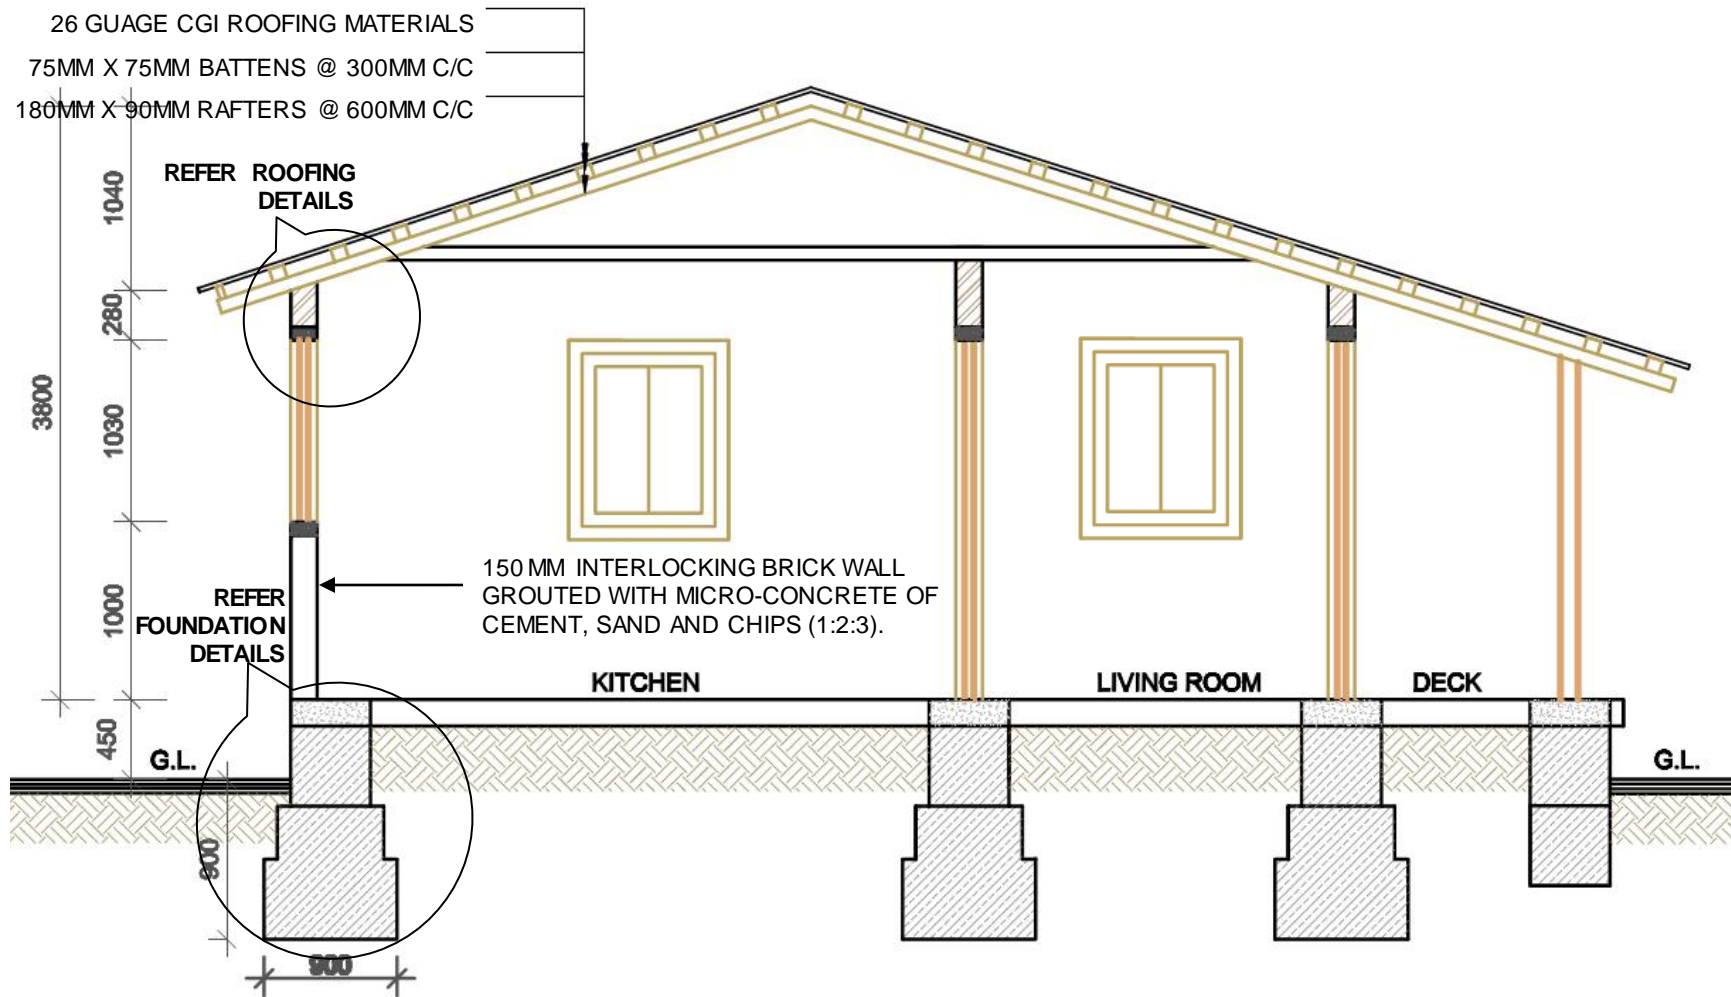 26 GUAGE CGI ROOFING MATERIALS
75MM X 75MM BATTENS @ 300MM C/C
180MM X 90MM RAFTERS @ 600MM C/C
REFER ROOFING
DETAILS
1040
280
3800
1030
1000
450
150 MM INTERLOCKING BRICK WALL
GROUTED WITH MICRO-CONCRETE OF
CEMENT, SAND AND CHIPS (1:2:3).
REFER
FOUNDATION
DETAILS
KITCHEN
LIVING ROOM
DECK
G.L.
G.L.
900
900